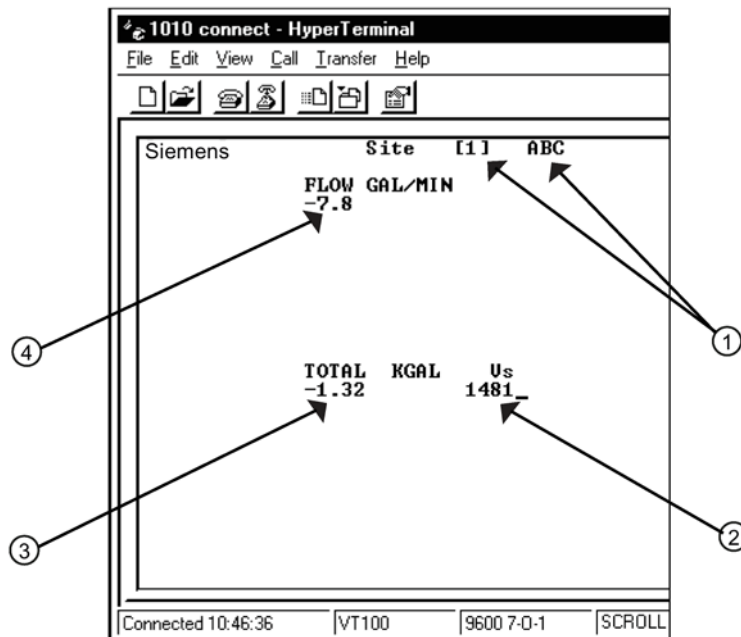 1010 connect - HyperTerminal
File Edit View Call Transfer Help
Siemens Site [1] ABC
FLOW GAL/MIN
-7.8
4
1
TOTAL KGAL Vs
-1.32 1481_
3
2
Connected 10:46:36 VT100 9600 7-0-1 SCROLL